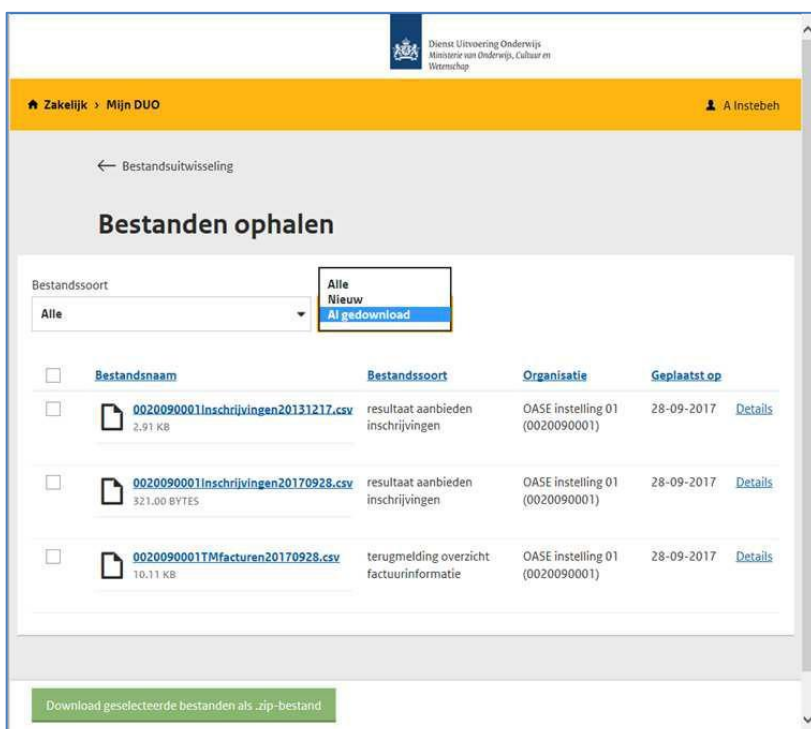 Dienst Uitvoering Onderwijs
Ministerie van Onderwijs, Cultuur en
Wetenschap
Zakelijk > Mijn DUO
A Instebeh
← Bestandsuitwisseling
Bestanden ophalen
Bestandssoort
Alle
Alle
Nieuw
Al gedownload
Bestandsnaam Bestandssoort Organisatie Geplaatst op
0020090001Inschrijvingen20131217.csv resultaat aanbieden OASE instelling 01 28-09-2017 Details
2.91 KB inschrijvingen (0020090001)
0020090001Inschrijvingen20170928.csv resultaat aanbieden OASE instelling 01 28-09-2017 Details
321.00 BYTES inschrijvingen (0020090001)
0020090001TMfacturen20170928.csv terugmelding overzicht OASE instelling 01 28-09-2017 Details
10.11 KB factuurinformatie (0020090001)
Download geselecteerde bestanden als .zip-bestand